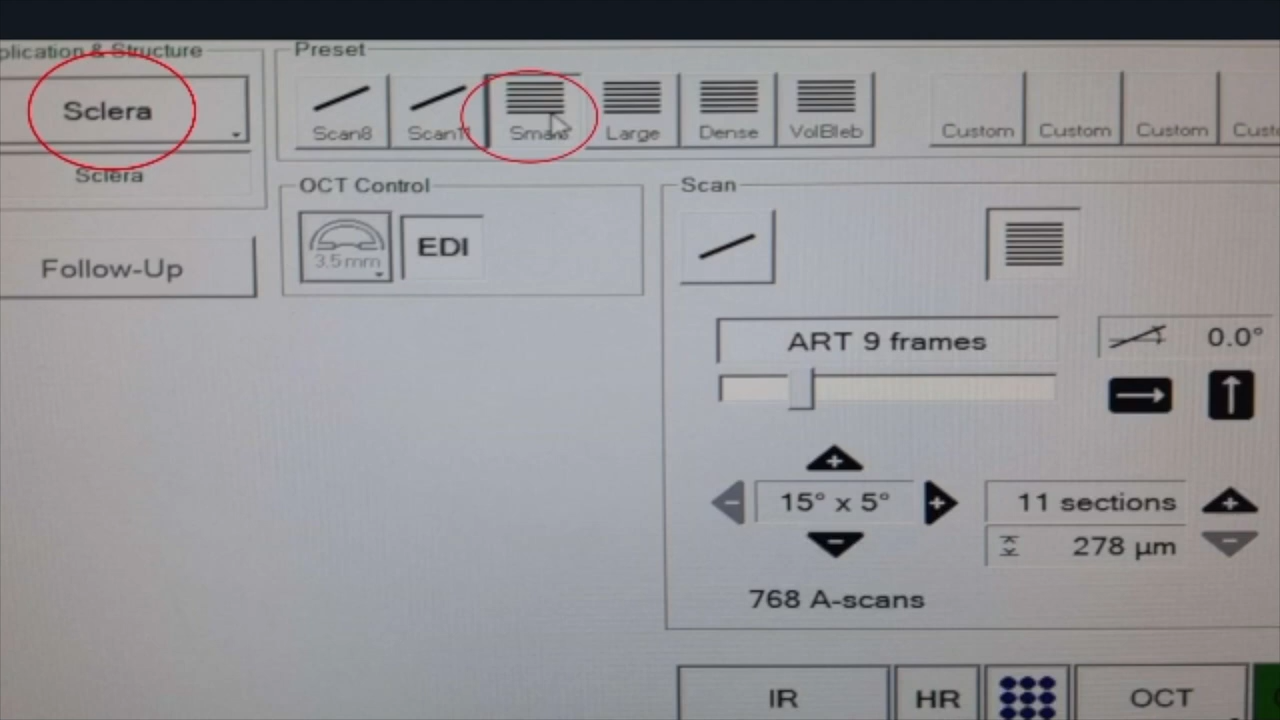 plication & Structure
Preset
Sclera
Scan8
Scan11
Large
Dense
VolBleb
Custom
Custom
Custom
Custo
Sclera
OCT Control
Scan
Follow-Up
3.5 mm
EDI
ART 9 frames
0.0°
15° x 5°
11 sections
278 µm
768 A-scans
IR
HR
OCT